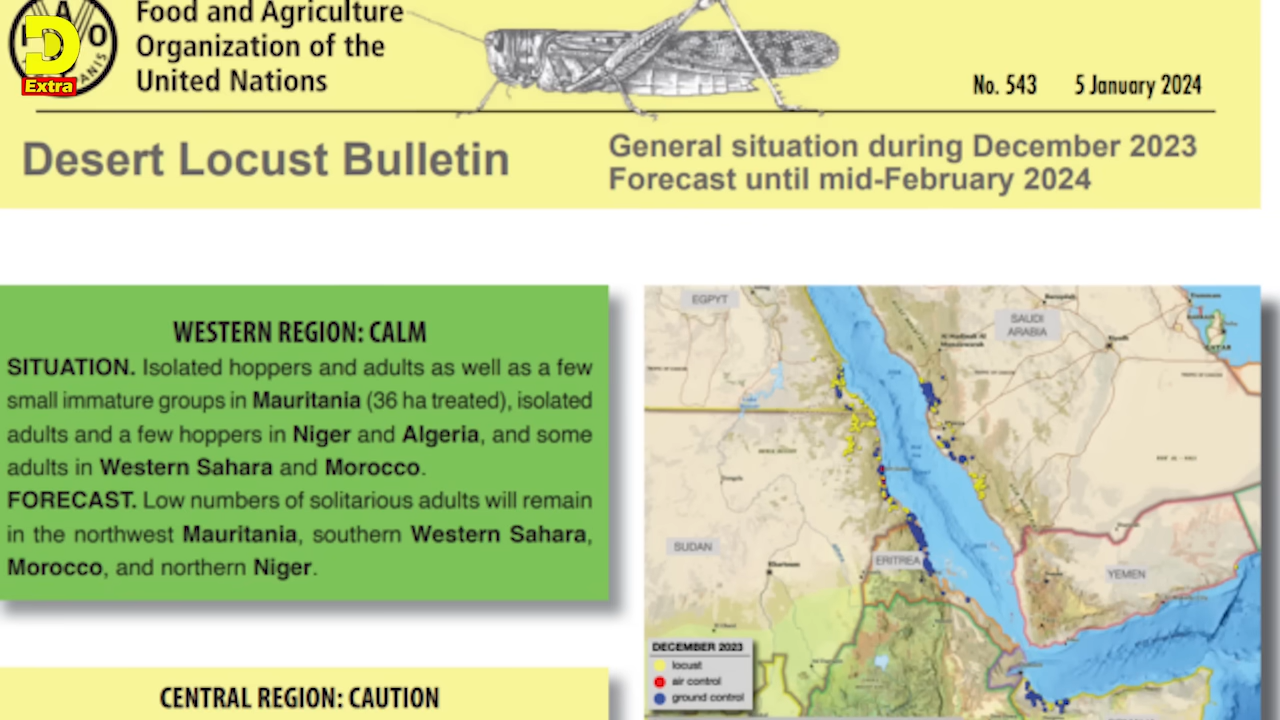 Food and Agriculture
Organization of the
United Nations
D
Extra
No. 543 5 January 2024
Desert Locust Bulletin
General situation during December 2023
Forecast until mid-February 2024
WESTERN REGION: CALM
SITUATION. Isolated hoppers and adults as well as a few
small immature groups in Mauritania (36 ha treated), isolated
adults and a few hoppers in Niger and Algeria, and some
adults in Western Sahara and Morocco.
FORECAST. Low numbers of solitarious adults will remain
in the northwest Mauritania, southern Western Sahara,
Morocco, and northern Niger.
CENTRAL REGION: CAUTION
EGPYT
SAUDI
ARABIA
QATAR
SUDAN
Khartoum
ERITREA
YEMEN
DECEMBER 2023
locust
air control
ground control